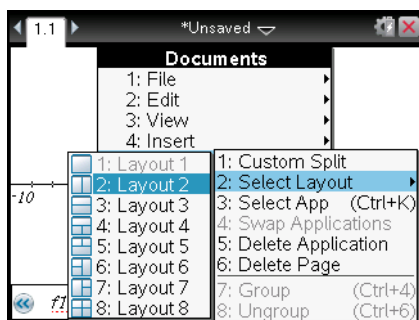 1.1 *Unsaved
Documents
1: File
2: Edit
3: View
4: Insert
1: Layout 1
2: Layout 2
3: Layout 3
4: Layout 4
5: Layout 5
6: Layout 6
7: Layout 7
8: Layout 8
1: Custom Split
2: Select Layout
3: Select App (Ctrl+K)
4: Swap Applications
5: Delete Application
6: Delete Page
7: Group (Ctrl+4)
8: Ungroup (Ctrl+6)
-10
f1